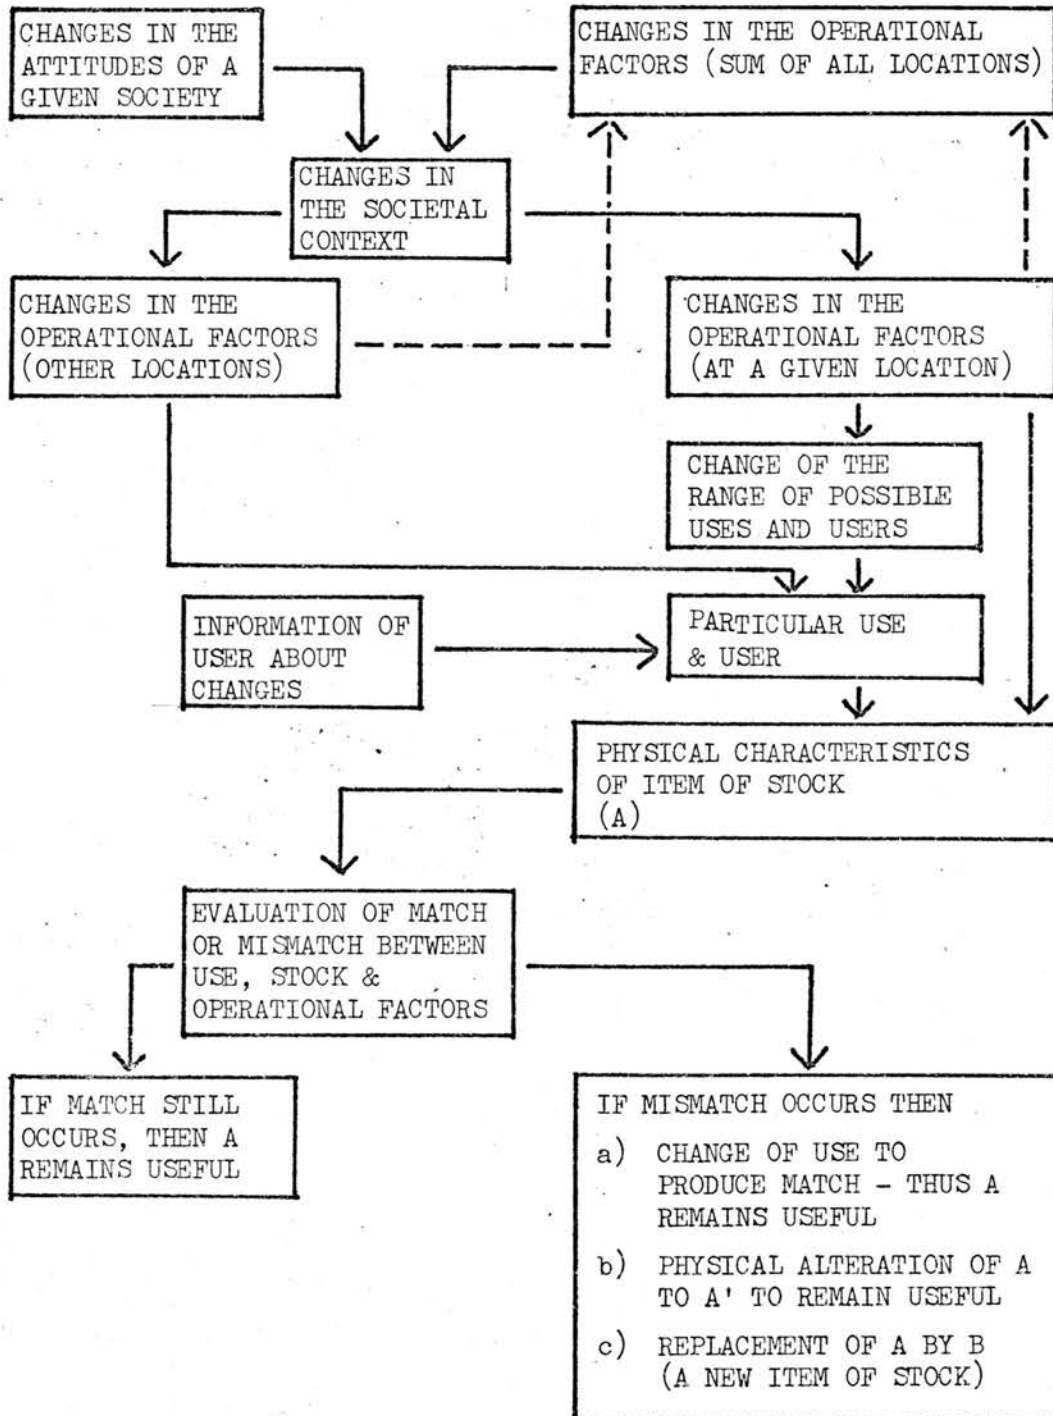 CHANGES IN THE
ATTITUDES OF A
GIVEN SOCIETY
CHANGES IN THE OPERATIONAL
FACTORS (SUM OF ALL LOCATIONS)
CHANGES IN
THE SOCIETAL
CONTEXT
CHANGES IN THE
OPERATIONAL FACTORS
(OTHER LOCATIONS)
CHANGES IN THE
OPERATIONAL FACTORS
(AT A GIVEN LOCATION)
CHANGE OF THE
RANGE OF POSSIBLE
USES AND USERS
INFORMATION OF
USER ABOUT
CHANGES
PARTICULAR USE
& USER
PHYSICAL CHARACTERISTICS
OF ITEM OF STOCK
(A)
EVALUATION OF MATCH
OR MISMATCH BETWEEN
USE, STOCK &
OPERATIONAL FACTORS
IF MATCH STILL
OCCURS, THEN A
REMAINS USEFUL
IF MISMATCH OCCURS THEN
a) CHANGE OF USE TO
PRODUCE MATCH - THUS A
REMAINS USEFUL
b) PHYSICAL ALTERATION OF A
TO A' TO REMAIN USEFUL
c) REPLACEMENT OF A BY B
(A NEW ITEM OF STOCK)